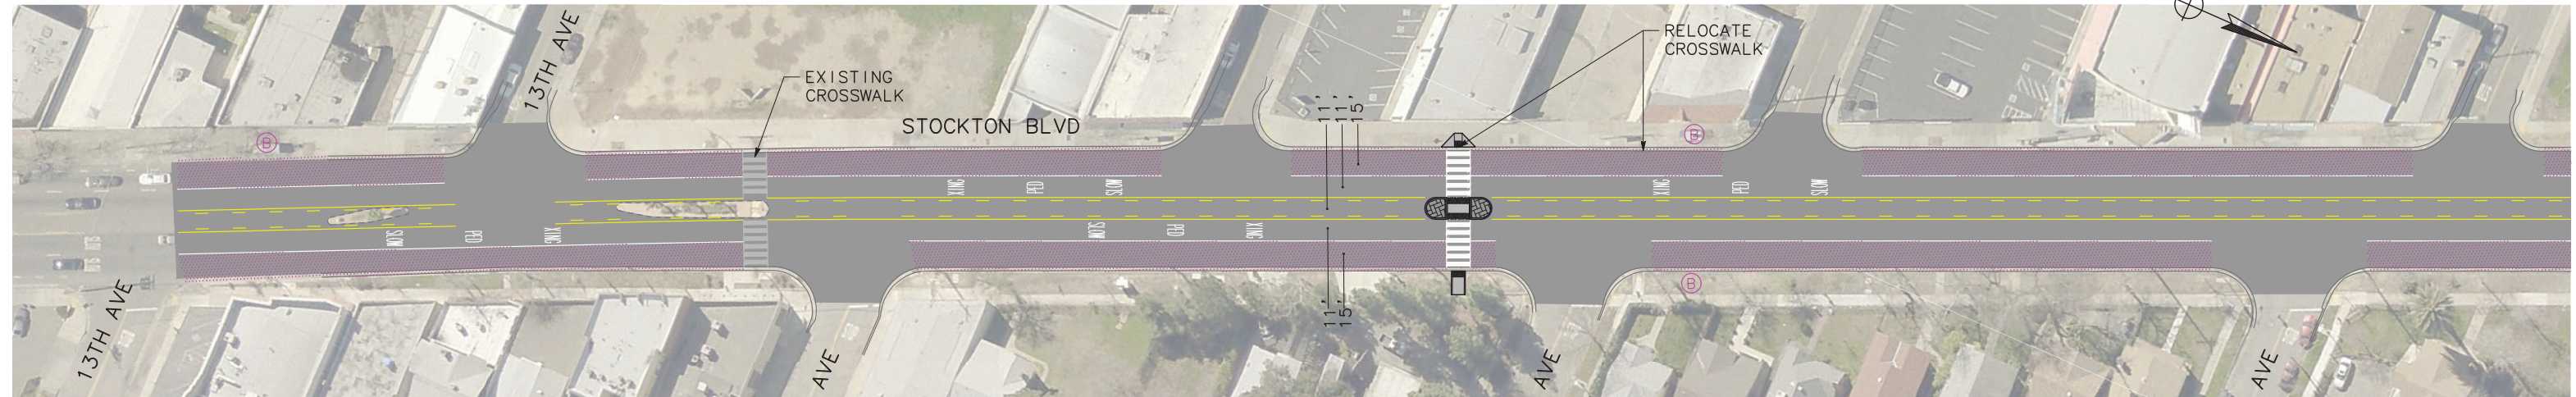 13TH AVE
EXISTING
CROSSWALK
STOCKTON BLVD
11'
11'
15'
RELOCATE
CROSSWALK
B
B
XING
PED
SLOW
XING
PED
SLOW
SLOW
PED
XING
SLOW
PED
XING
B
11'
15'
13TH AVE
AVE
AVE
AVE